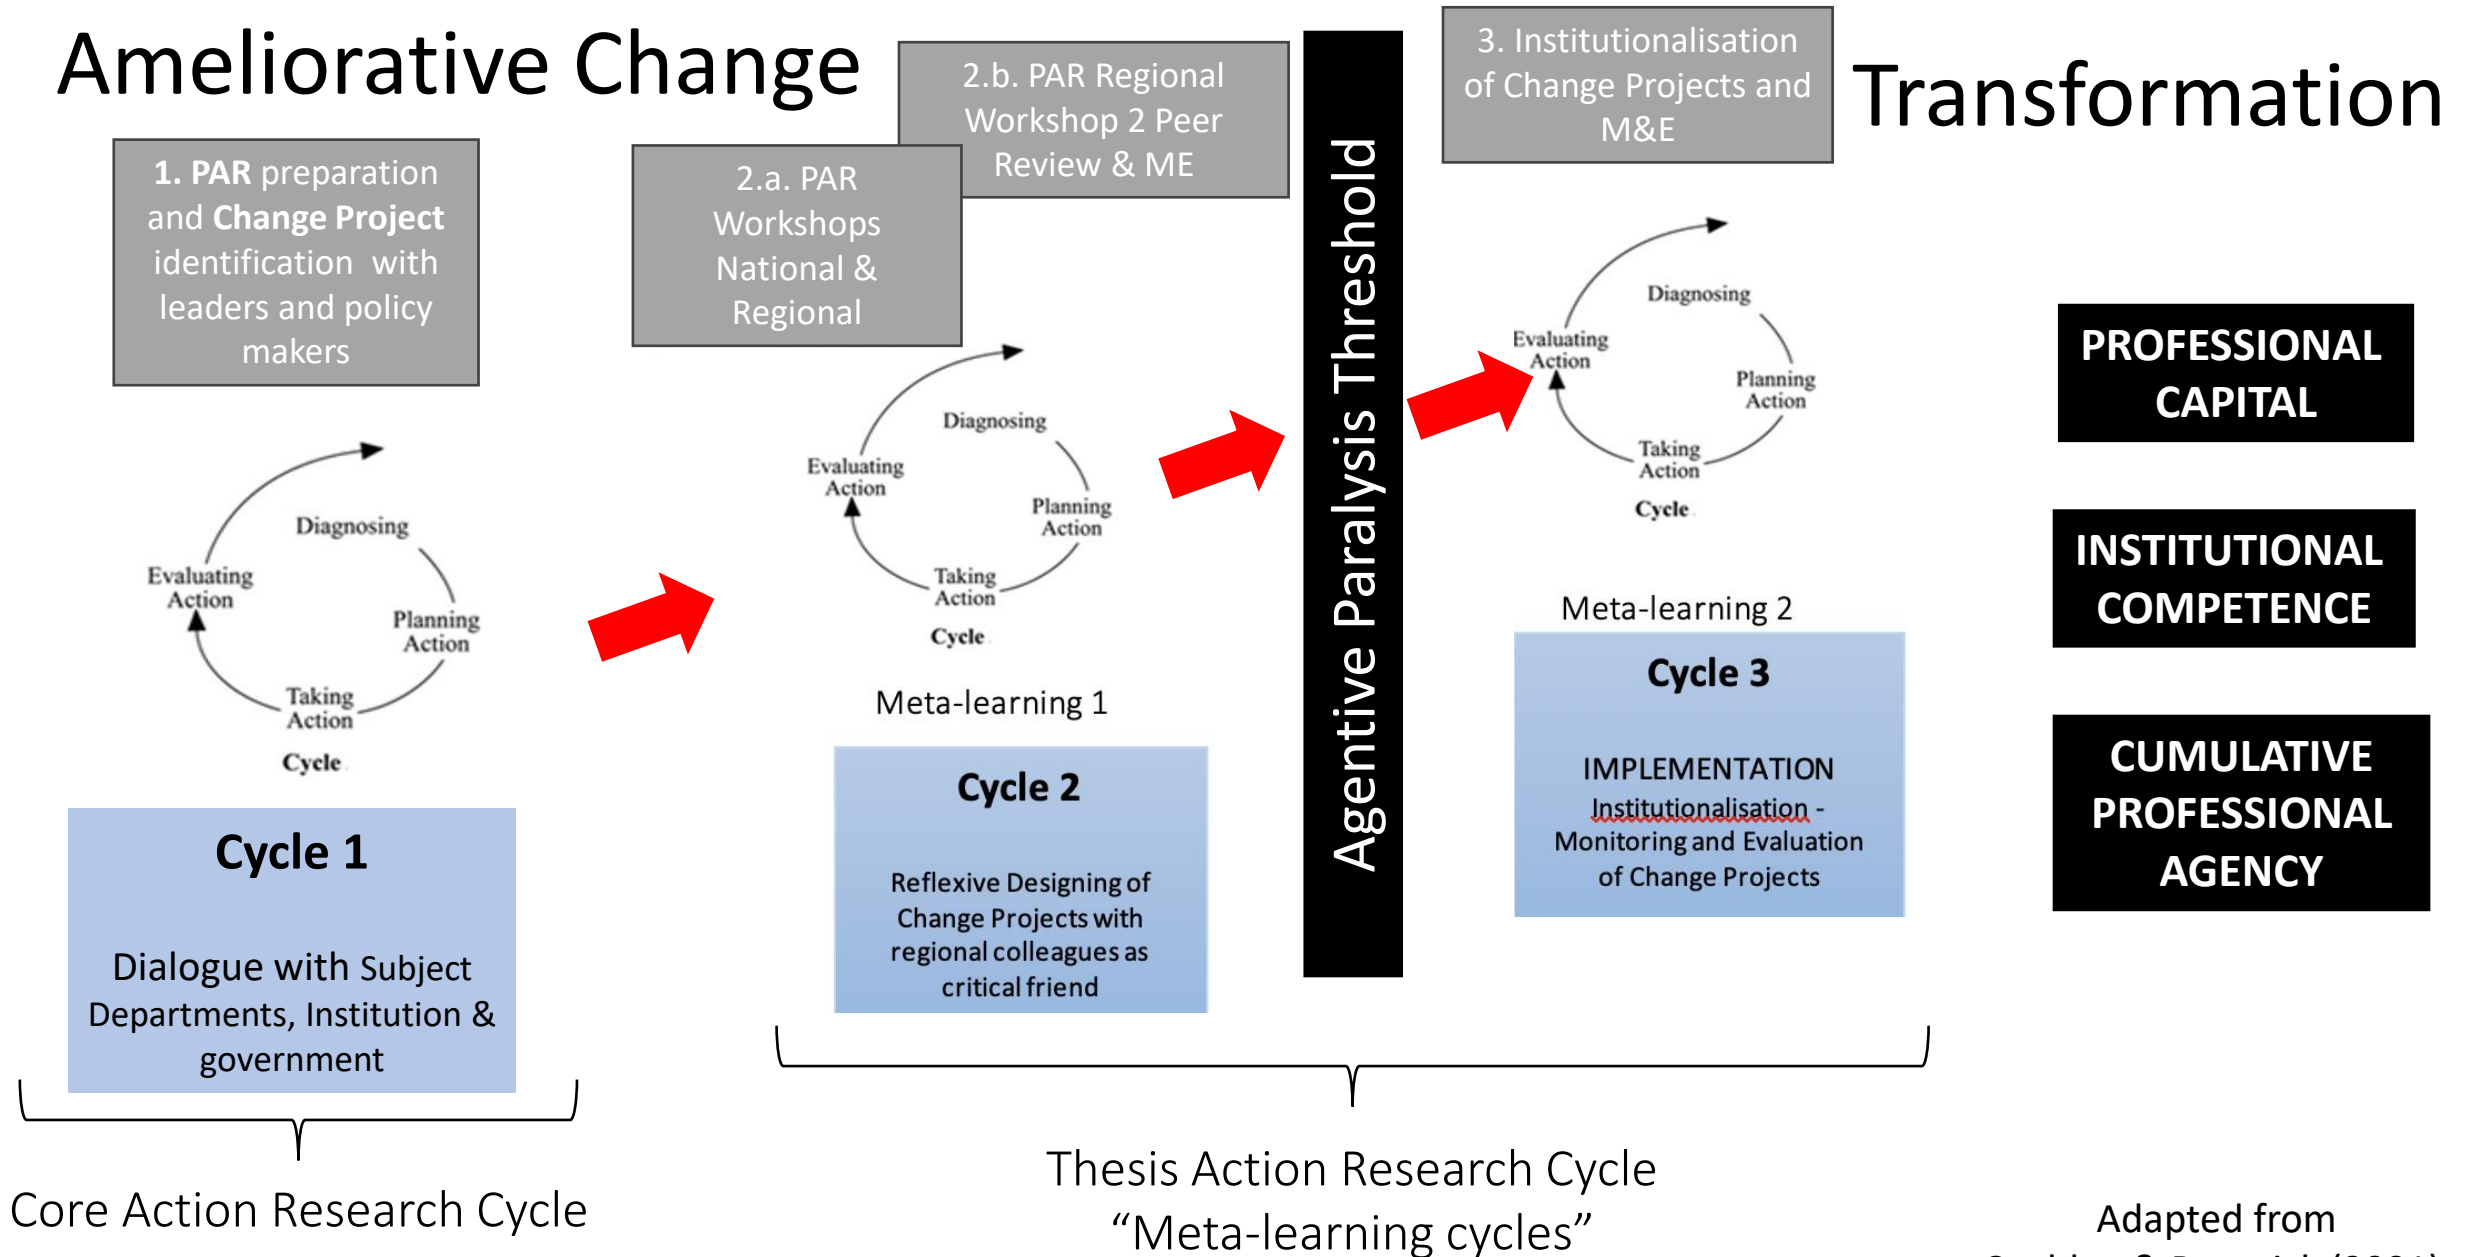 Ameliorative Change
Transformation
1. PAR preparation
and Change Project
identification with
leaders and policy
makers
2.a. PAR
Workshops
National &
Regional
2.b. PAR Regional
Workshop 2 Peer
Review & ME
3. Institutionalisation
of Change Projects and
M&E
Diagnosing
Planning
Action
Taking
Action
Evaluating
Action
Cycle
Cycle 1
Dialogue with Subject
Departments, Institution &
government
Core Action Research Cycle
Diagnosing
Planning
Action
Taking
Action
Evaluating
Action
Cycle
Meta-learning 1
Cycle 2
Reflexive Designing of
Change Projects with
regional colleagues as
critical friend
Agentive Paralysis Threshold
Diagnosing
Planning
Action
Taking
Action
Evaluating
Action
Cycle
Meta-learning 2
Cycle 3
IMPLEMENTATION
Institutionalisation -
Monitoring and Evaluation
of Change Projects
Thesis Action Research Cycle
“Meta-learning cycles”
PROFESSIONAL
CAPITAL
INSTITUTIONAL
COMPETENCE
CUMULATIVE
PROFESSIONAL
AGENCY
Adapted from